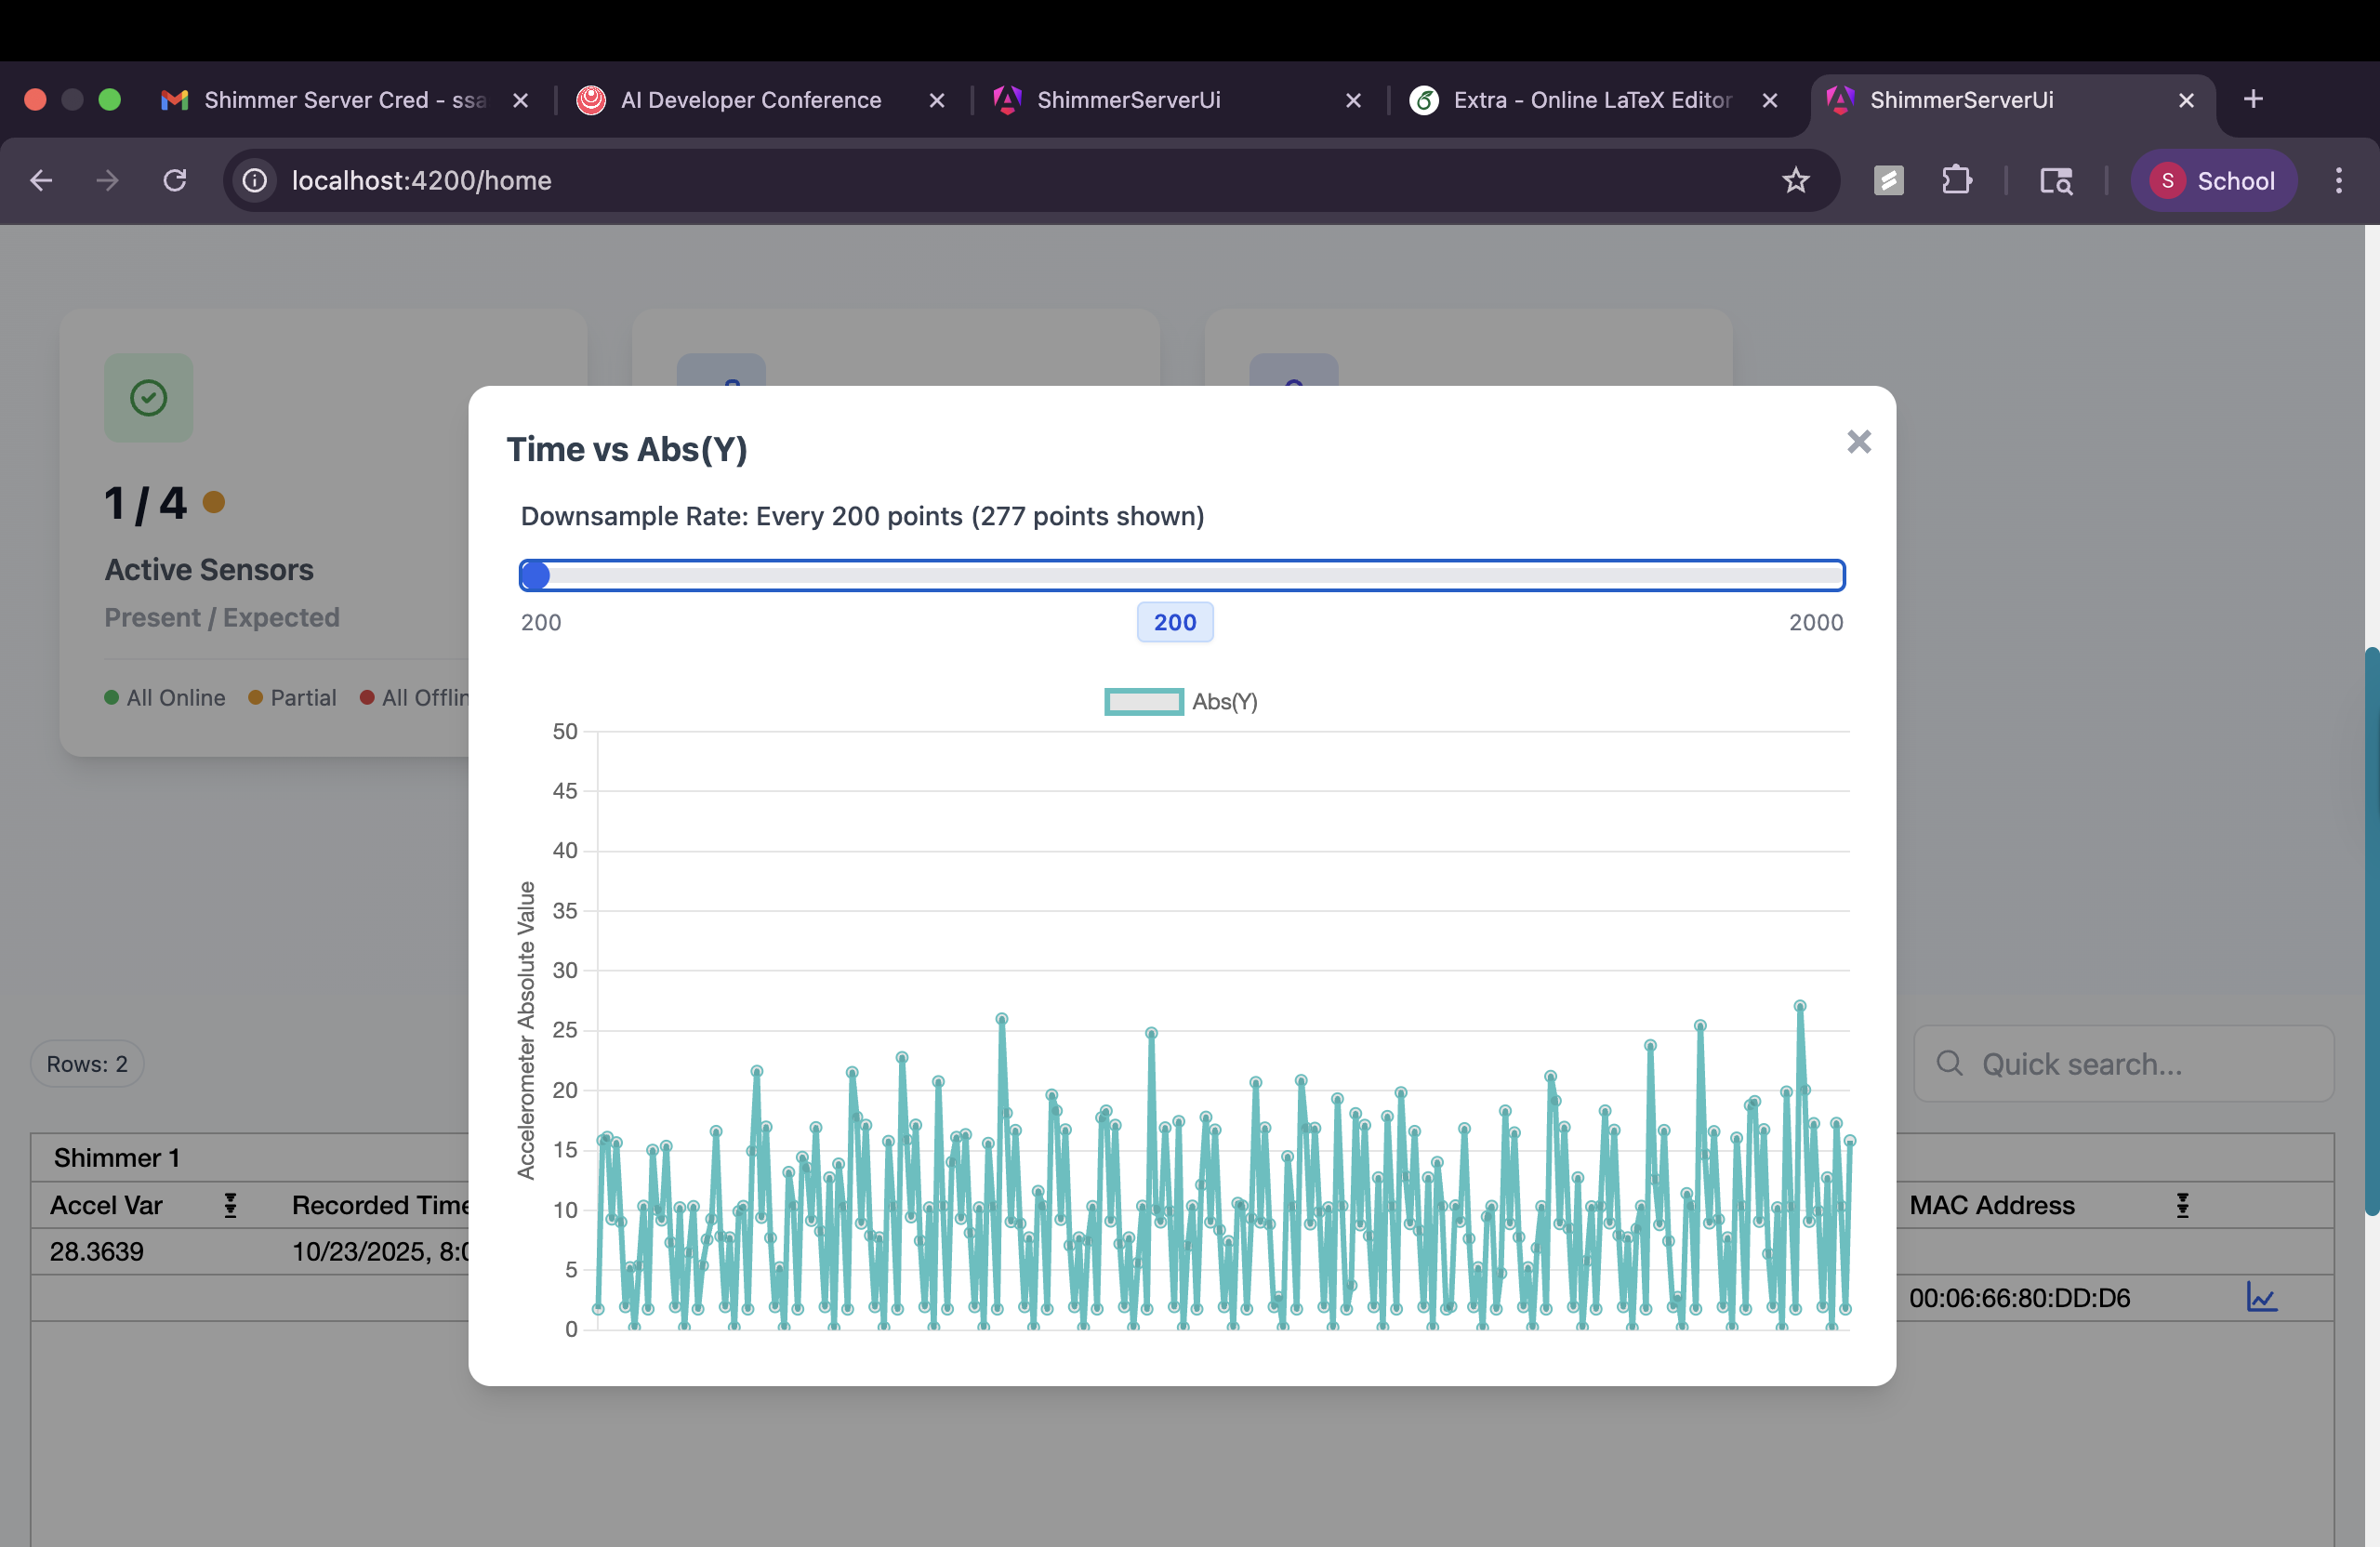 Shimmer Server Cred - ssa
AI Developer Conference
ShimmerServerUi
Extra - Online LaTeX Editor
ShimmerServerUi
localhost:4200/home
S School
1 / 4
Active Sensors
Present / Expected
All Online Partial All Offlin
Time vs Abs(Y)
Downsample Rate: Every 200 points (277 points shown)
200 200 2000
Abs(Y)
Accelerometer Absolute Value
50
45
40
35
30
25
20
15
10
5
0
Rows: 2
Quick search...
Shimmer 1
Accel Var Recorded Time MAC Address
28.3639 10/23/2025, 8:0
00:06:66:80:DD:D6